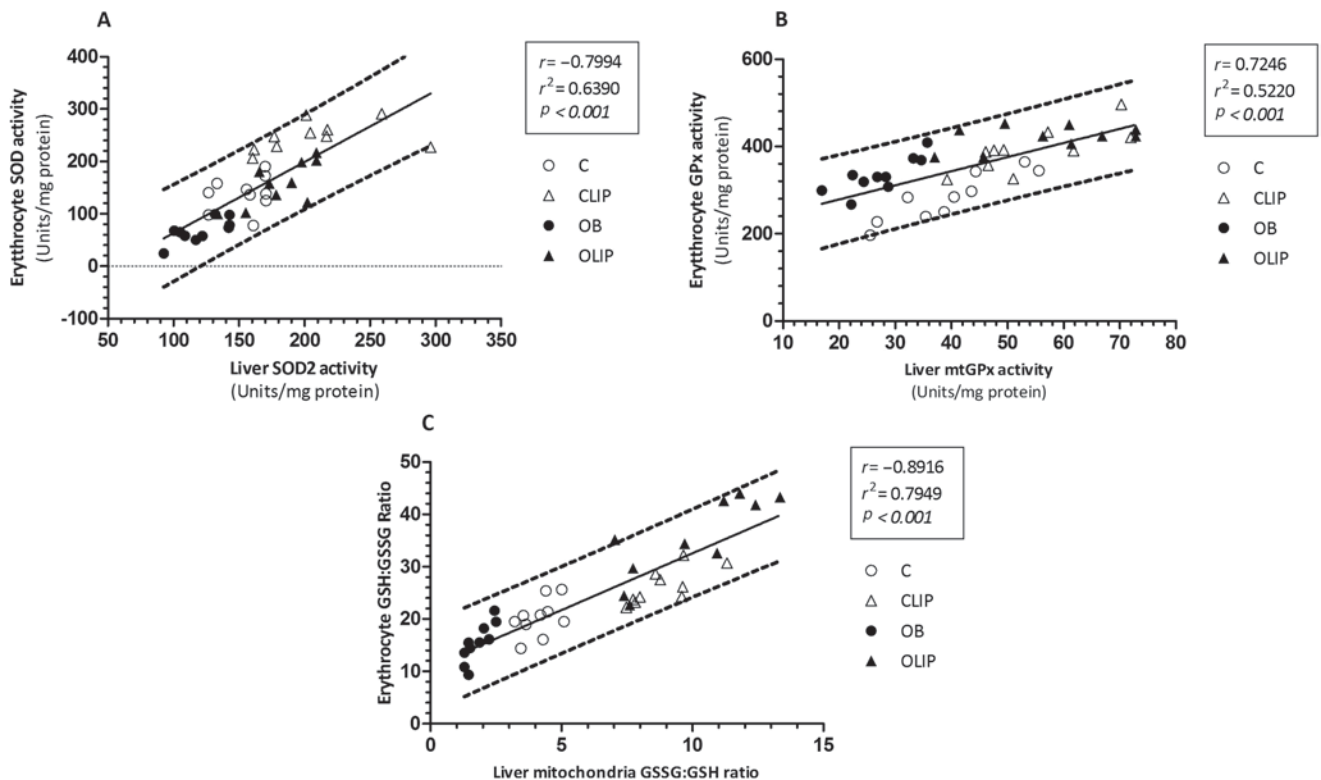 A
Erytthrocyte SOD activity
(Units/mg protein)
400
300
200
100
0
-100
50
100
150
200
250
300
350
Liver SOD2 activity
(Units/mg protein)
r= −0.7994
r² = 0.6390
p < 0.001
C
CLIP
OB
OLIP
B
Erytthrocyte GPx activity
(Units/mg protein)
600
400
200
0
10
20
30
40
50
60
70
80
Liver mtGPx activity
(Units/mg protein)
r= 0.7246
r² = 0.5220
p < 0.001
C
CLIP
OB
OLIP
C
Erythrocyte GSH:GSSG Ratio
50
40
30
20
10
0
0
5
10
15
Liver mitochondria GSSG:GSH ratio
r= −0.8916
r² = 0.7949
p < 0.001
C
CLIP
OB
OLIP